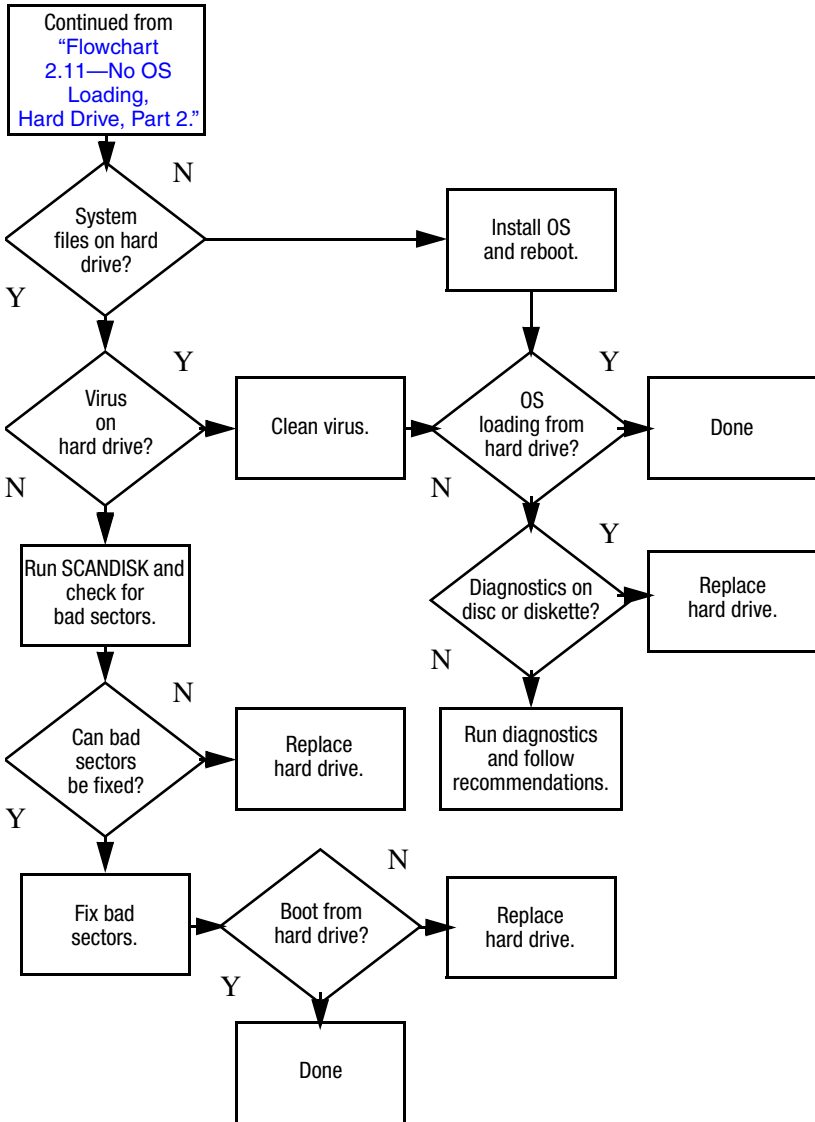 Continued from
“Flowchart
2.11—No OS
Loading,
Hard Drive, Part 2.”
N
System
files on hard
drive?
Install OS
and reboot.
Y
Y
Y
Virus
on
hard drive?
Clean virus.
OS
loading from
hard drive?
Done
N
N
Y
Run SCANDISK and
check for
bad sectors.
Diagnostics on
disc or diskette?
Replace
hard drive.
N
N
Can bad
sectors
be fixed?
Replace
hard drive.
Run diagnostics
and follow
recommendations.
Y
N
Fix bad
sectors.
Boot from
hard drive?
Replace
hard drive.
Y
Done